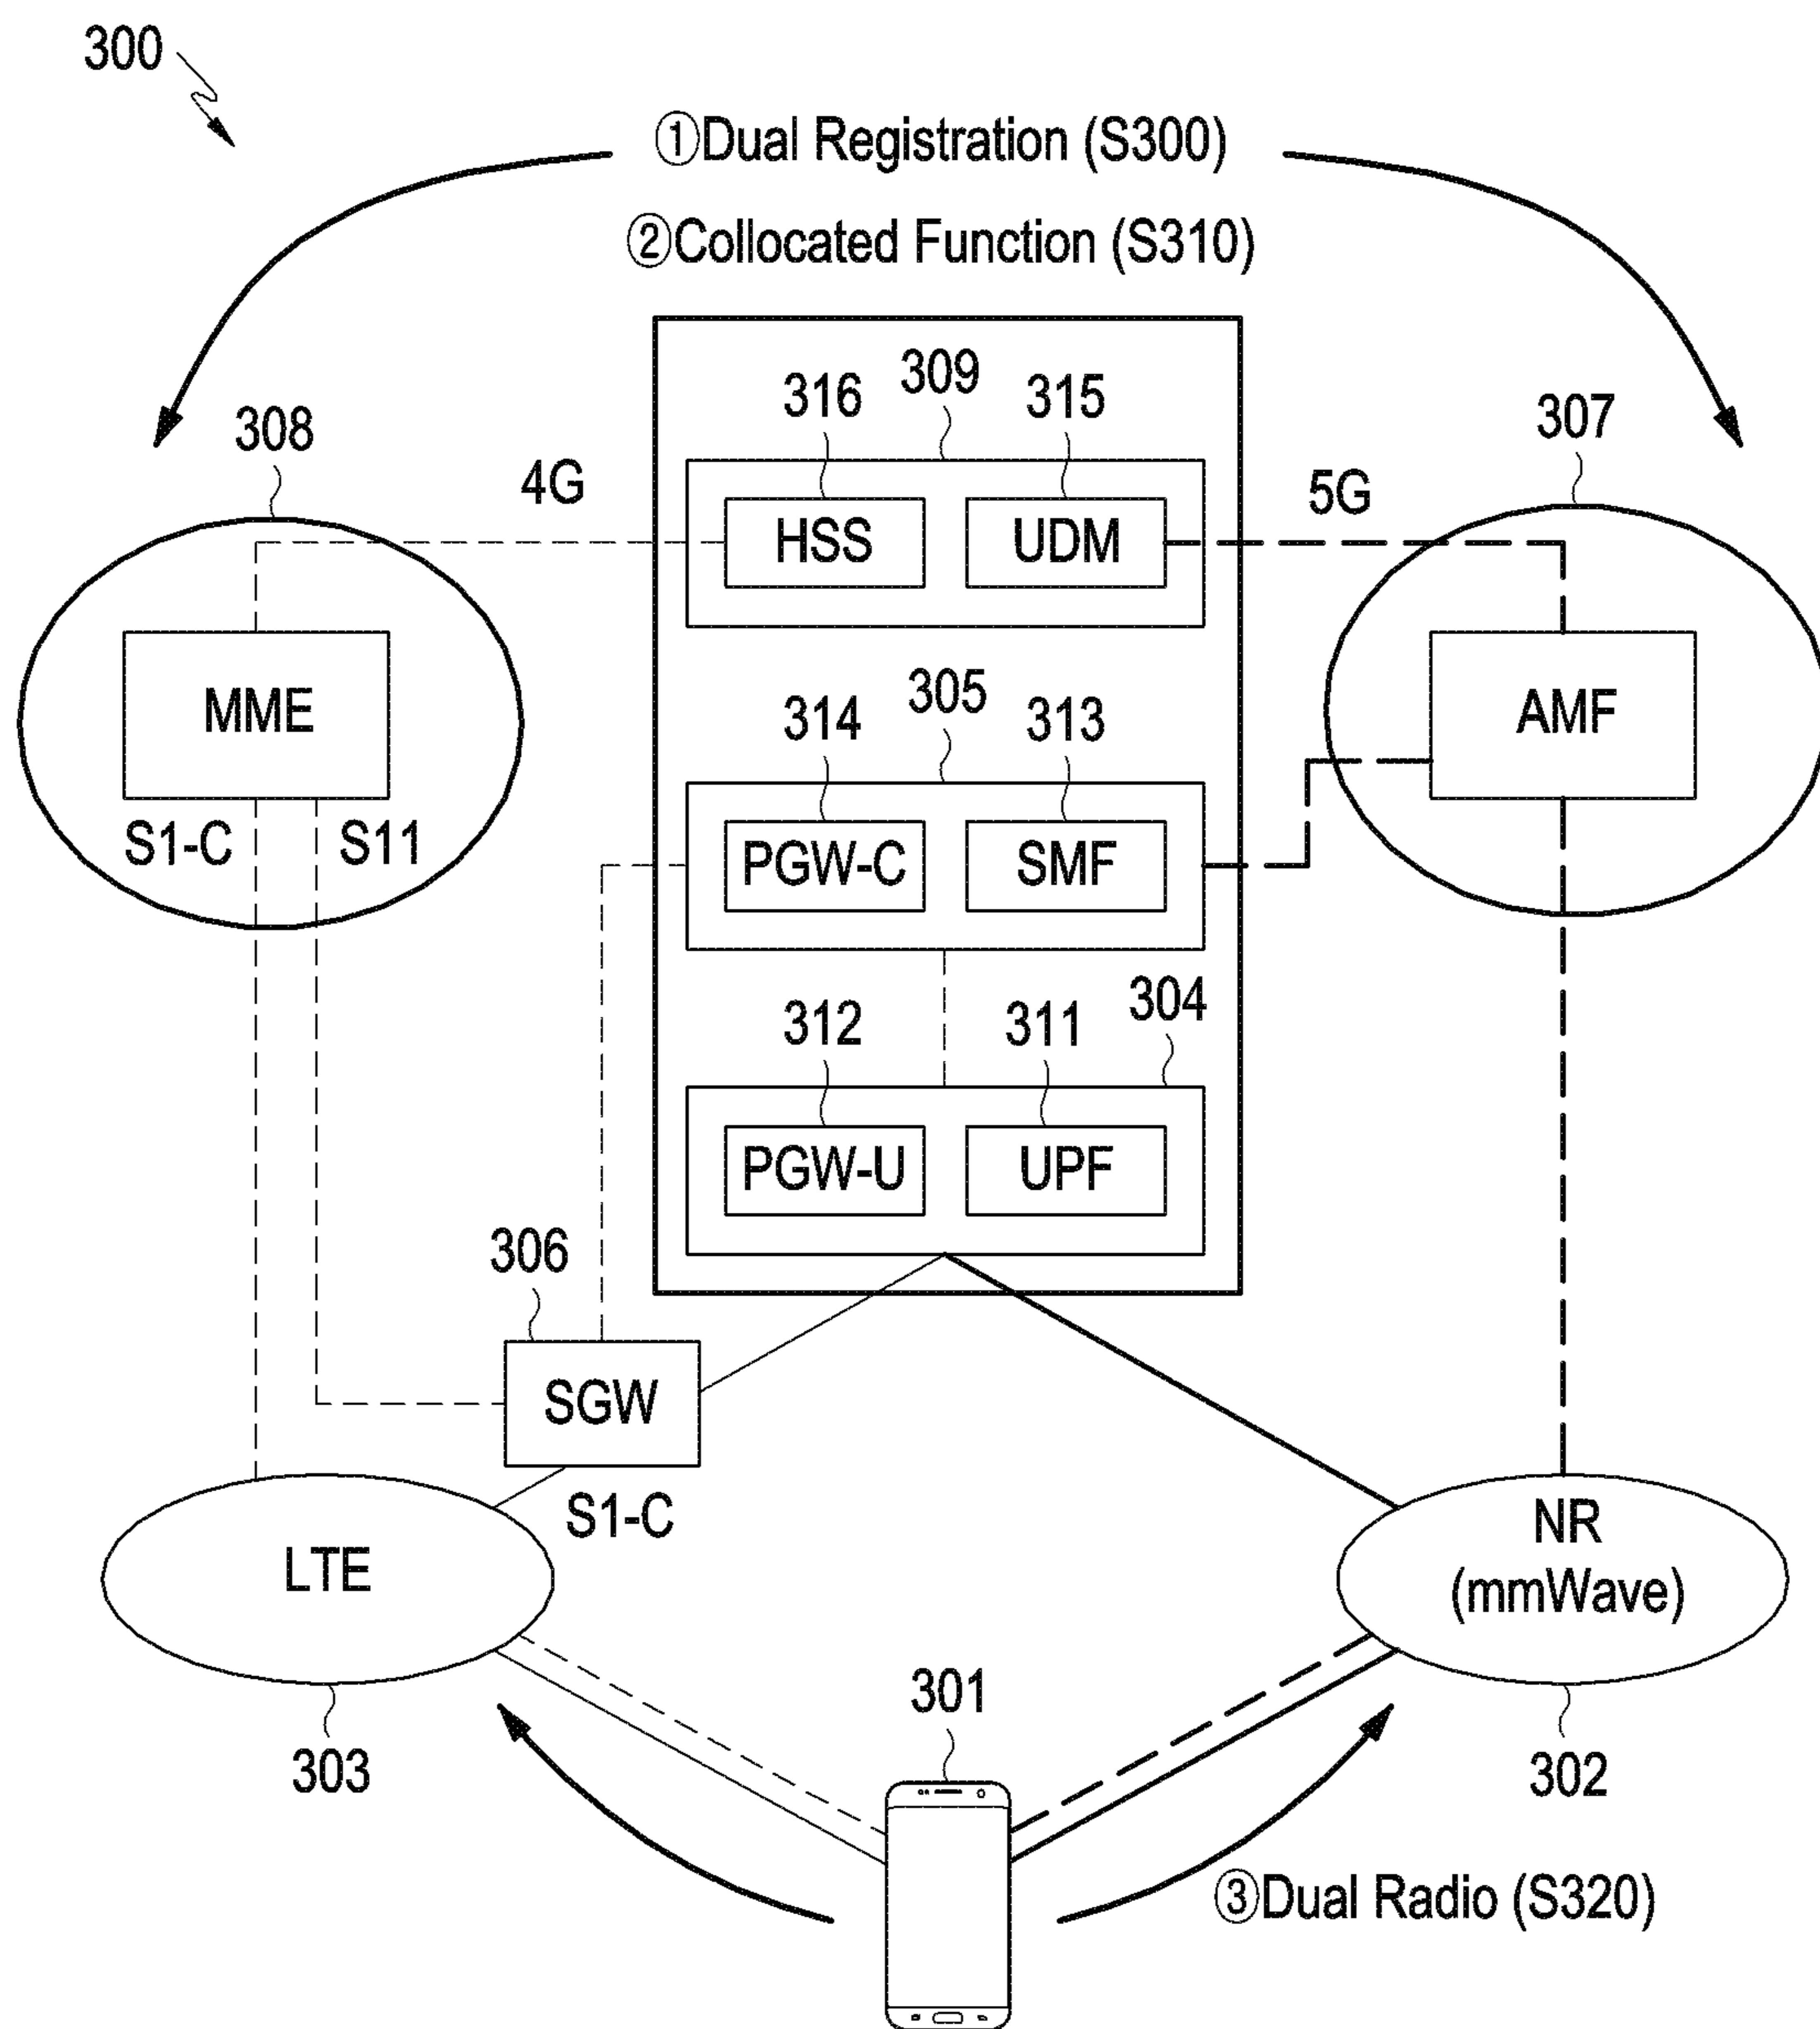 300
①Dual Registration (S300)
②Collocated Function (S310)
309
316
315
308
307
4G
5G
HSS
UDM
305
MME
AMF
314
313
S1-C
S11
PGW-C
SMF
304
312
311
PGW-U
UPF
306
SGW
S1-C
NR
(mmWave)
LTE
301
303
302
③Dual Radio (S320)